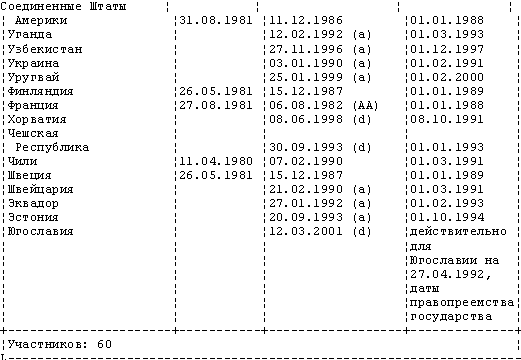 Соединенные Штаты
Америки 31.08.1981 11.12.1986 01.01.1988
Уганда 12.02.1992 (a) 01.03.1993
Узбекистан 27.11.1996 (a) 01.12.1997
Украина 03.01.1990 (a) 01.02.1991
Уругвай 25.01.1999 (a) 01.02.2000
Финляндия 26.05.1981 15.12.1987 01.01.1989
Франция 27.08.1981 06.08.1982 (AA) 01.01.1988
Хорватия 08.06.1998 (d) 08.10.1991
Чешская
Республика 30.09.1993 (d) 01.01.1993
Чили 11.04.1980 07.02.1990 01.03.1991
Швеция 26.05.1981 15.12.1987 01.01.1989
Швейцария 21.02.1990 (a) 01.03.1991
Эквадор 27.01.1992 (a) 01.02.1993
Эстония 20.09.1993 (a) 01.10.1994
Югославия 12.03.2001 (d) действительно
для
Югославии на
27.04.1992,
даты
правопреемства
государства
Участников: 60